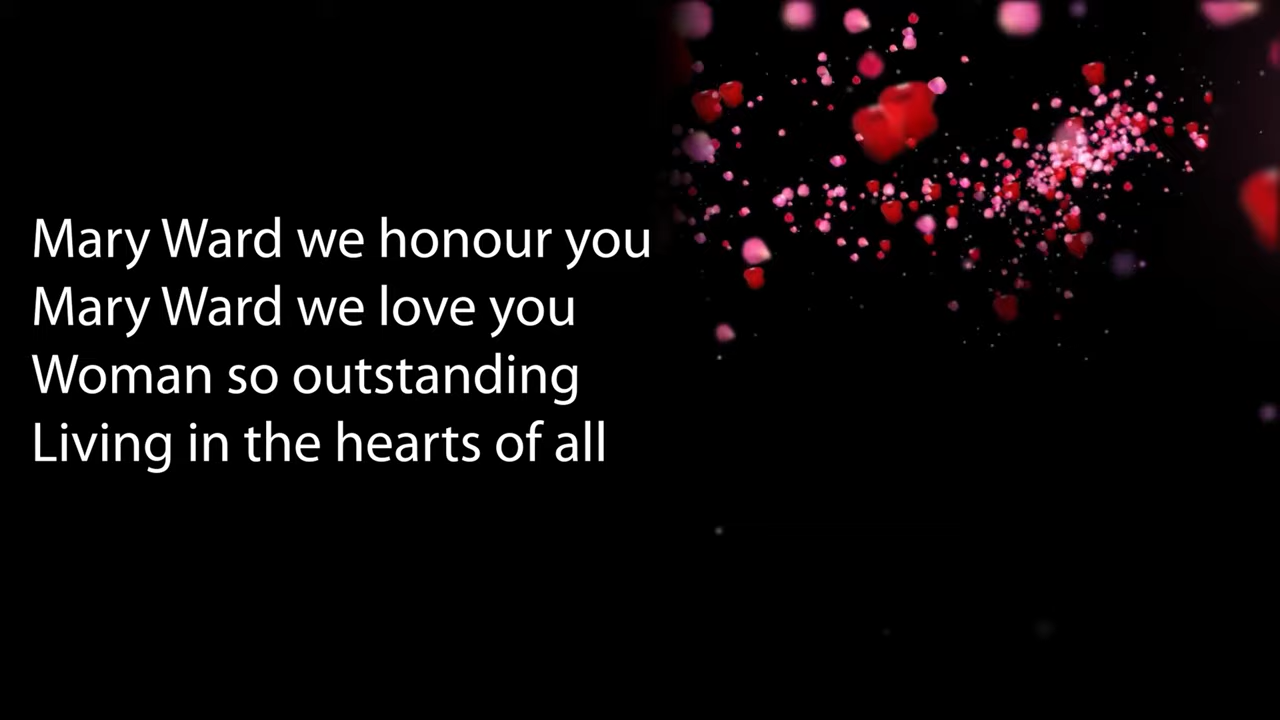 Mary Ward we honour you
Mary Ward we love you
Woman so outstanding
Living in the hearts of all